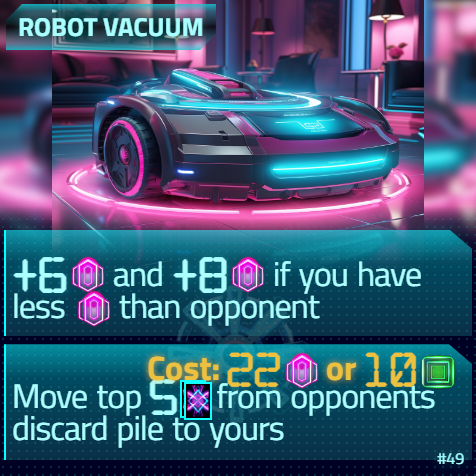 ROBOT VACUUM
+6 and +8 if you have
less than opponent
Cost: 22 or 10
Move top 5 from opponents
discard pile to yours
#49